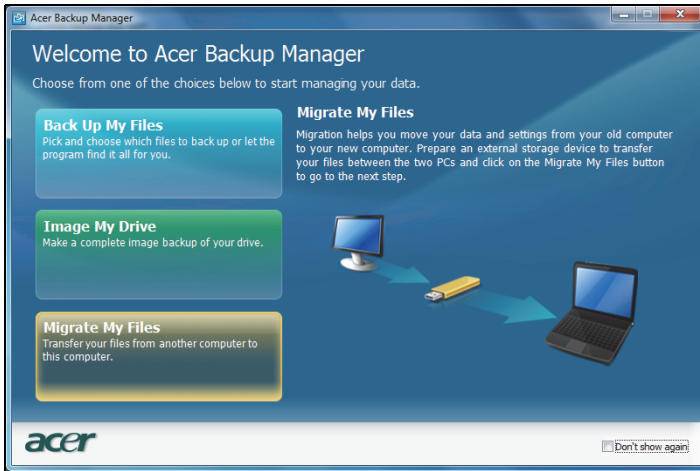 Acer Backup Manager
Welcome to Acer Backup Manager
Choose from one of the choices below to start managing your data.
Back Up My Files
Pick and choose which files to back up or let the
program find it all for you.
Image My Drive
Make a complete image backup of your drive.
Migrate My Files
Transfer your files from another computer to
this computer.
Migrate My Files
Migration helps you move your data and settings from your old computer
to your new computer. Prepare an external storage device to transfer
your files between the two PCs and click on the Migrate My Files button
to go to the next step.
acer
Don't show again